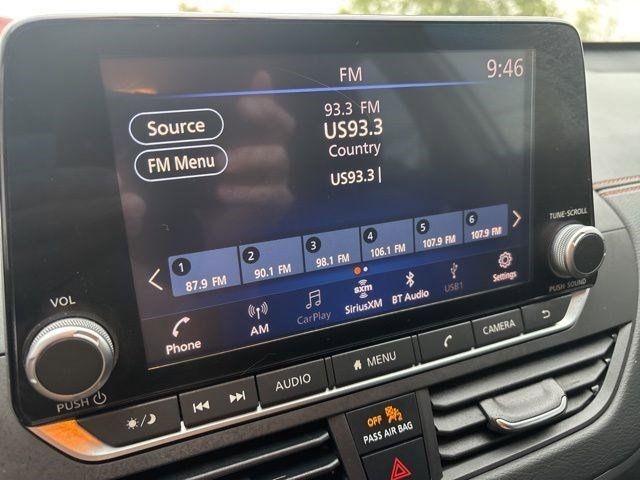 FM
9:46
93.3 FM
US93.3
Country
US93.3
Source
FM Menu
1 87.9 FM
2 90.1 FM
3 98.1 FM
4 106.1 FM
5 107.9 FM
6 107.9 FM
Phone
AM
CarPlay
sxm
SiriusXM
BT Audio
USB1
Settings
VOL
PUSH
TUNE·SCROLL
PUSH SOUND
AUDIO
MENU
CAMERA
OFF 2
PASS AIR BAG